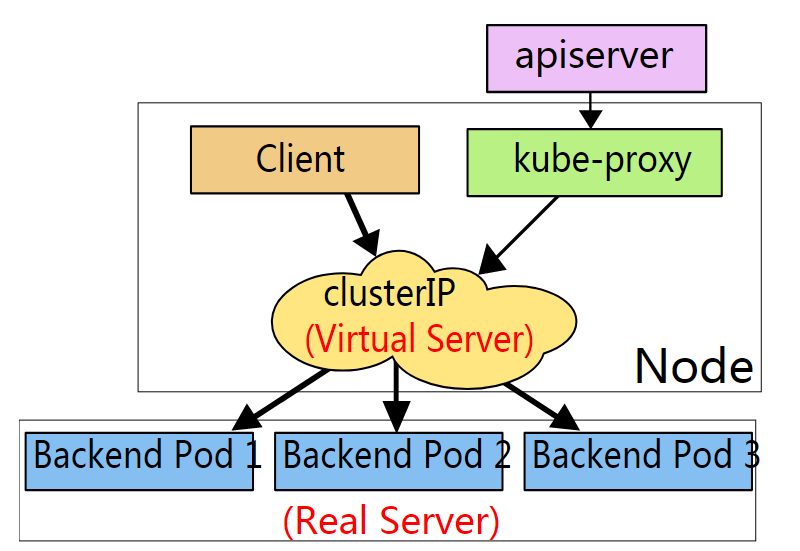 apiserver
Client
kube-proxy
clusterIP
(Virtual Server)
Node
Backend Pod 1
Backend Pod 2
Backend Pod 3
(Real Server)